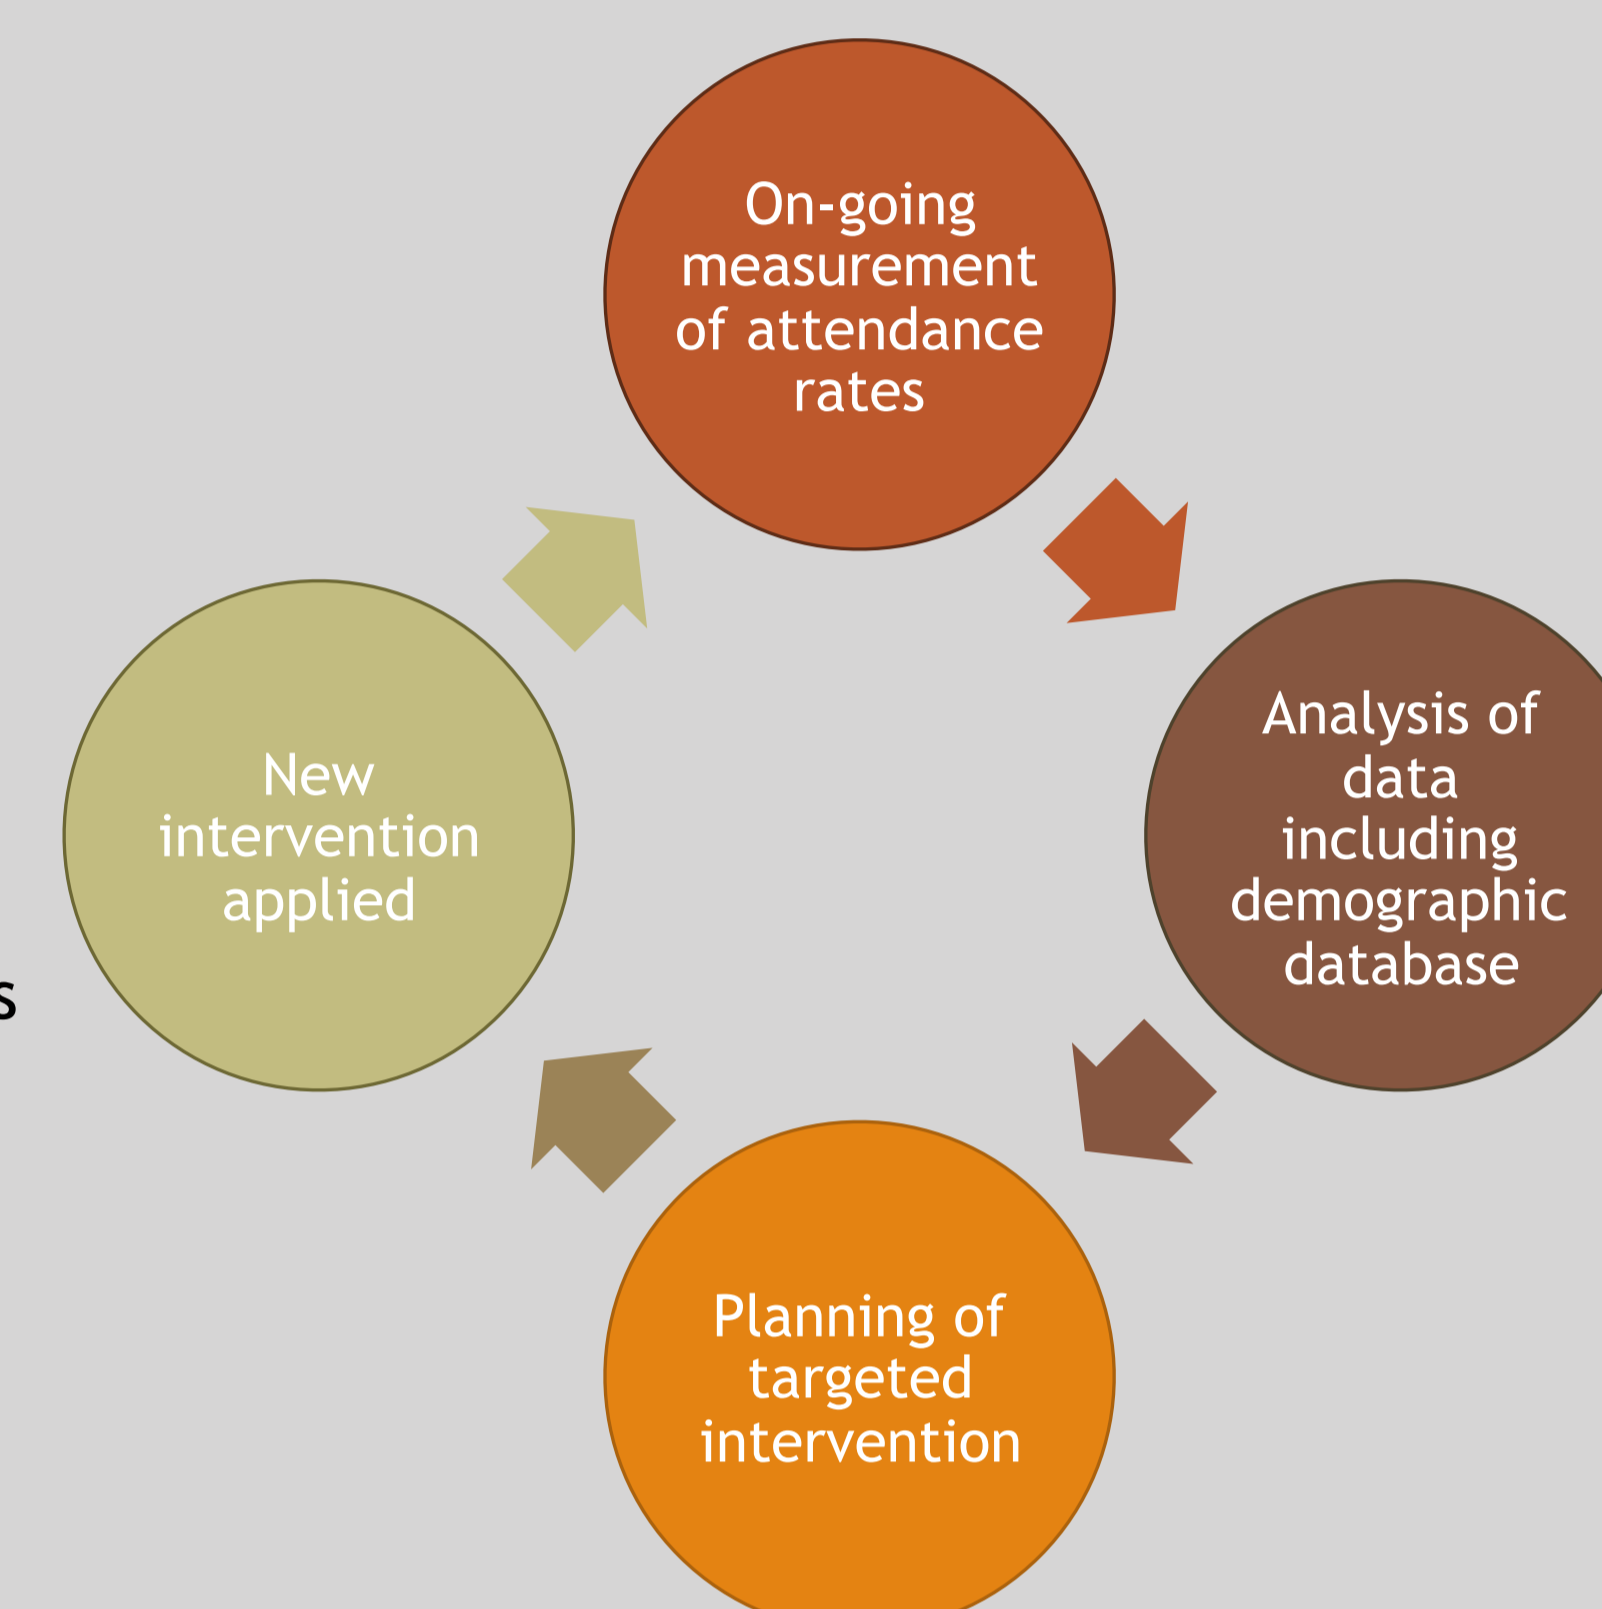 On-going
measurement
of attendance
rates
Analysis of
data
including
demographic
database
Planning of
targeted
intervention
New
intervention
applied
s